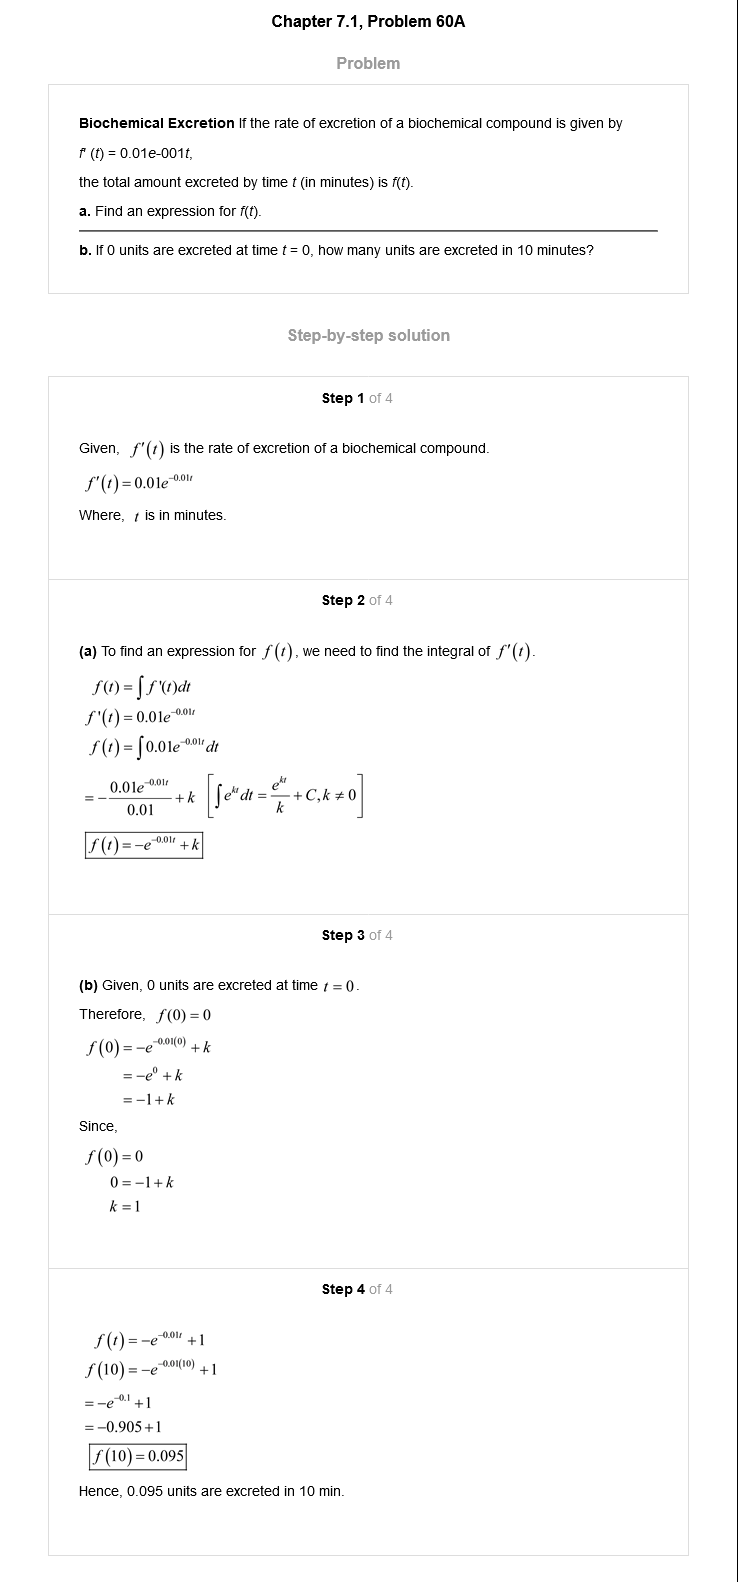 Chapter 7.1, Problem 60A
Problem
Biochemical Excretion If the rate of excretion of a biochemical compound is given by
f' (t) = 0.01e-001t,
the total amount excreted by time t (in minutes) is f(t).
a. Find an expression for f(t).
b. If 0 units are excreted at time t = 0, how many units are excreted in 10 minutes?
Step-by-step solution
Step 1 of 4
Given, f'(t) is the rate of excretion of a biochemical compound.
f'(t) = 0.01e^{-0.01t}
Where, t is in minutes.
Step 2 of 4
(a) To find an expression for f(t), we need to find the integral of f'(t).
f(t) = ∫ f'(t)dt
f'(t) = 0.01e^{-0.01t}
f(t) = ∫0.01e^{-0.01t} dt
= -\frac{0.01e^{-0.01t}}{0.01} + k [∫e^{kt} dt = \frac{e^{kt}}{k} + C, k ≠ 0]
f(t) = -e^{-0.01t} + k
Step 3 of 4
(b) Given, 0 units are excreted at time t = 0.
Therefore, f(0) = 0
f(0) = -e^{-0.01(0)} + k
= -e^0 + k
= -1 + k
Since,
f(0) = 0
0 = -1 + k
k = 1
Step 4 of 4
f(t) = -e^{-0.01t} + 1
f(10) = -e^{-0.01(10)} + 1
= -e^{-0.1} + 1
= -0.905 + 1
f(10) = 0.095
Hence, 0.095 units are excreted in 10 min.